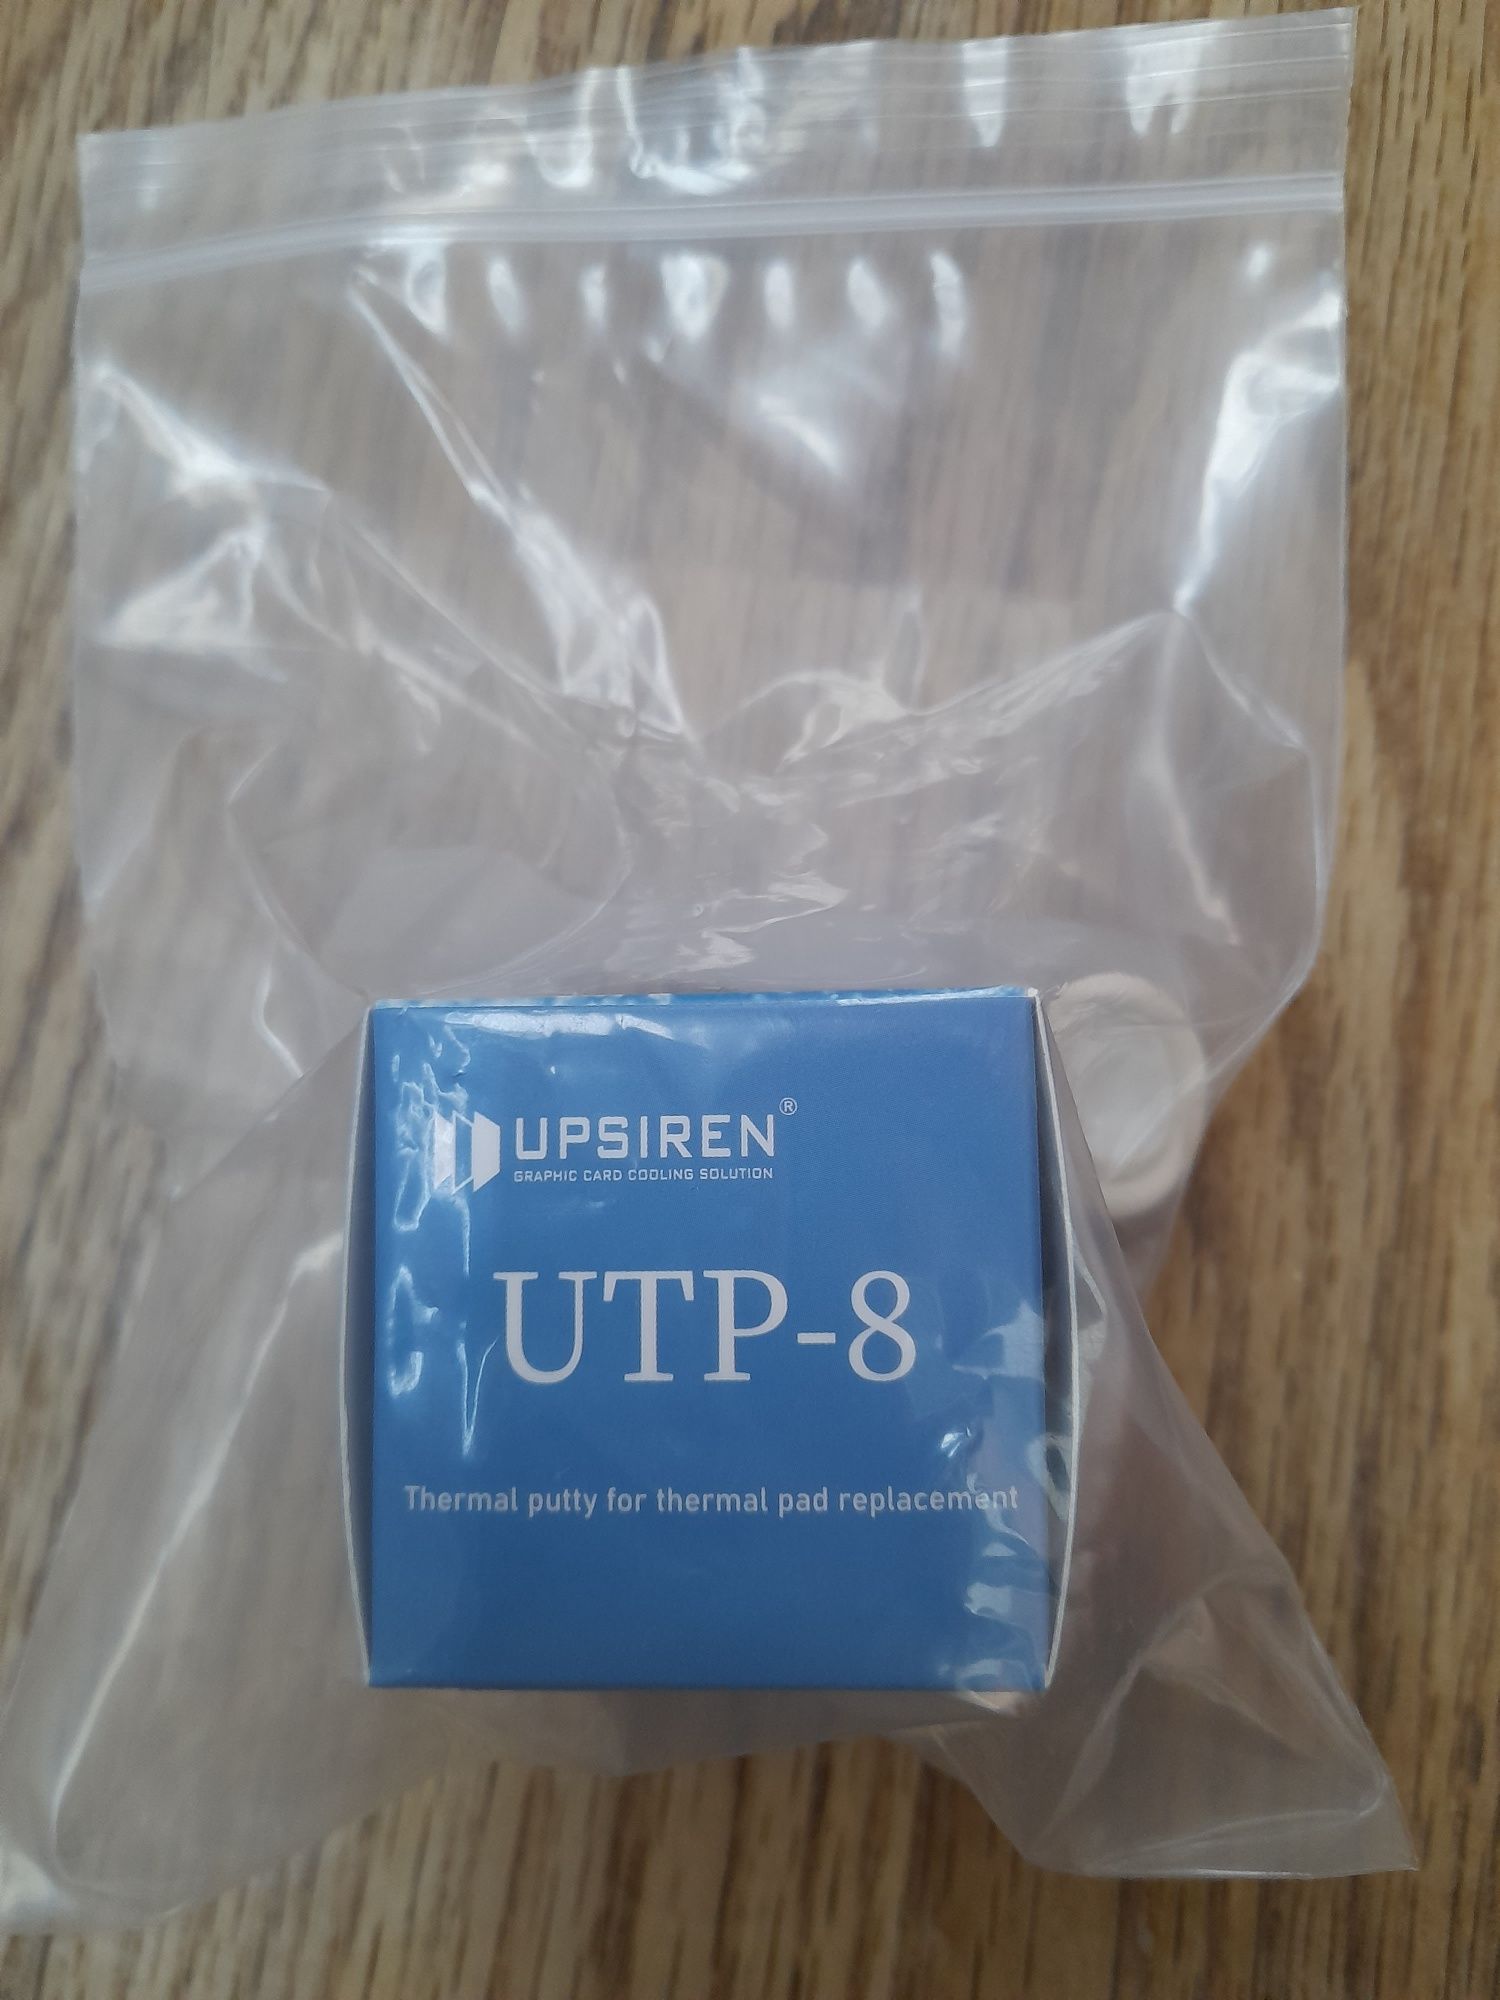 UPSIREN®
GRAPHIC CARD COOLING SOLUTION
UTP-8
Thermal putty for thermal pad replacement